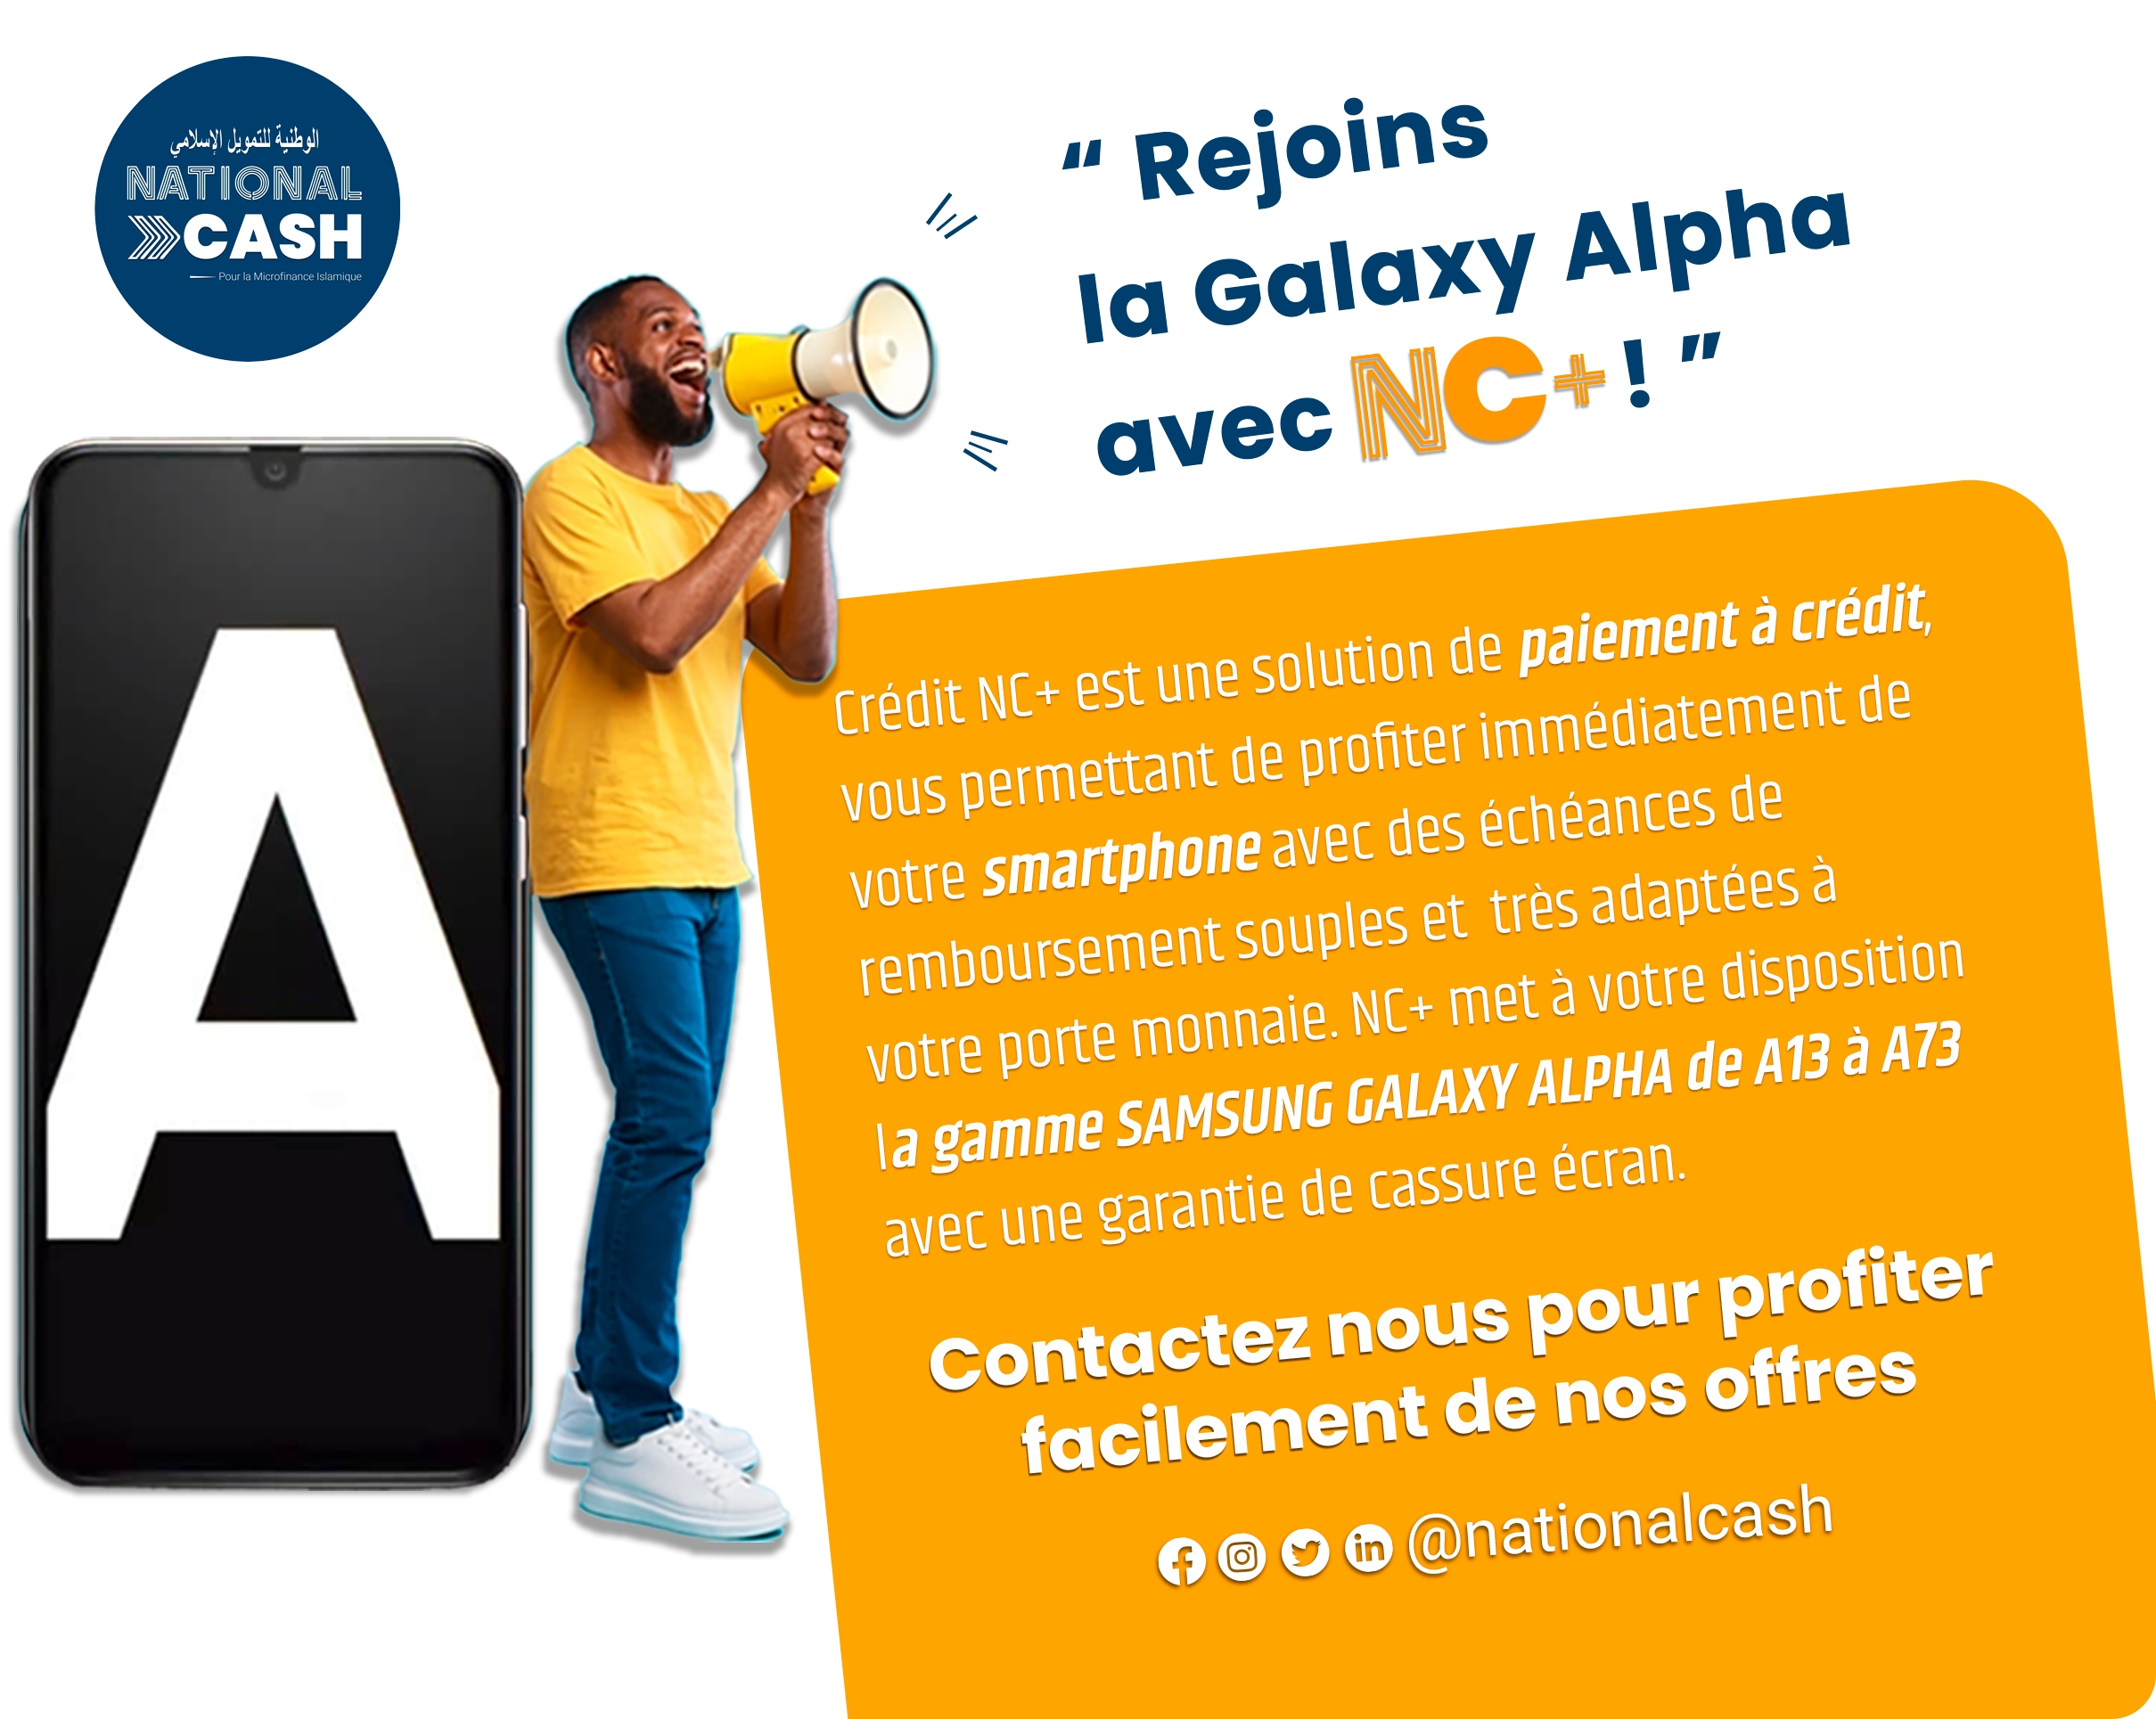 الوطنية للتمويل الإسلامي
NATIONAL
CASH
Pour la Microfinance Islamique
“ Rejoins
la Galaxy Alpha
avec NC+ ! ”
A
Crédit NC+ est une solution de paiement à crédit,
vous permettant de profiter immédiatement de
votre smartphone avec des échéances de
remboursement souples et très adaptées à
votre porte monnaie. NC+ met à votre disposition
la gamme SAMSUNG GALAXY ALPHA de A13 à A73
avec une garantie de cassure écran.
Contactez nous pour profiter
facilement de nos offres
@nationalcash